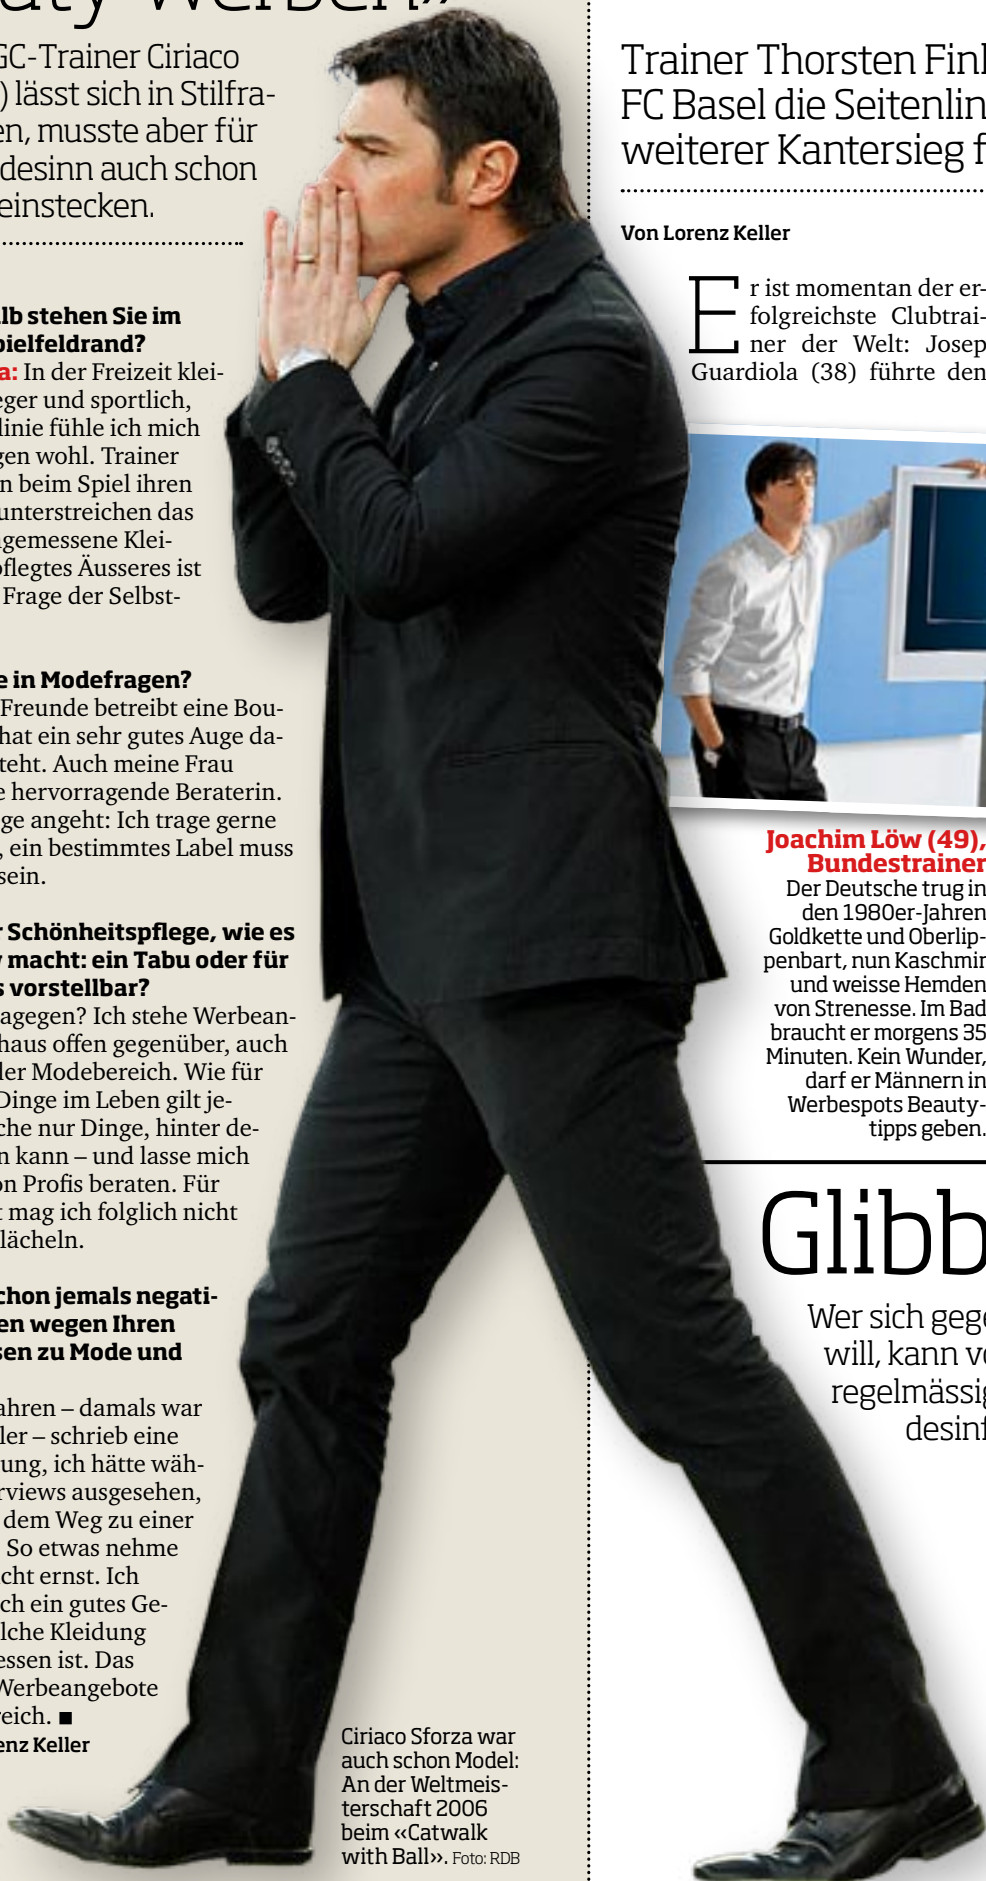 uty werben»
GC-Trainer Ciriaco
) lässt sich in Stilfra-
en, musste aber für
desinn auch schon
einstecken.
lb stehen Sie im
pielfeldrand?
a: In der Freizeit klei-
eger und sportlich,
linie fühle ich mich
gen wohl. Trainer
n beim Spiel ihren
unterstreichen das
ngemessene Klei-
pflegtes Äusseres ist
Frage der Selbst-
e in Modefragen?
Freunde betreibt eine Bou-
hat ein sehr gutes Auge da-
teht. Auch meine Frau
e hervorragende Beraterin.
ge angeht: Ich trage gerne
, ein bestimmtes Label muss
sein.
r Schönheitspflege, wie es
w macht: ein Tabu oder für
s vorstellbar?
agegen? Ich stehe Werbean-
haus offen gegenüber, auch
ler Modebereich. Wie für
Dinge im Leben gilt je-
che nur Dinge, hinter de-
n kann – und lasse mich
on Profis beraten. Für
t mag ich folglich nicht
lächeln.
chon jemals negati-
en wegen Ihren
sen zu Mode und
ahren – damals war
ler – schrieb eine
ung, ich hätte wäh-
rviews ausgesehen,
dem Weg zu einer
So etwas nehme
cht ernst. Ich
ch ein gutes Ge-
lche Kleidung
essen ist. Das
Werbeangebote
eich. ■
enz Keller
Ciriaco Sforza war
auch schon Model:
An der Weltmeis-
terschaft 2006
beim «Catwalk
with Ball». Foto: RDB
Trainer Thorsten Finl
FC Basel die Seitenlin
weiterer Kantersieg f
Von Lorenz Keller
Er ist momentan der er-
folgreichste Clubtrai-
ner der Welt: Josep
Guardiola (38) führte den
Joachim Löw (49),
Bundestrainer
Der Deutsche trug in
den 1980er-Jahren
Goldkette und Oberlip-
penbart, nun Kaschmir
und weisse Hemden
von Strenesse. Im Bad
braucht er morgens 35
Minuten. Kein Wunder,
darf er Männern in
Werbespots Beauty-
tipps geben.
Glibb
Wer sich gege
will, kann vo
regelmässig
desinf